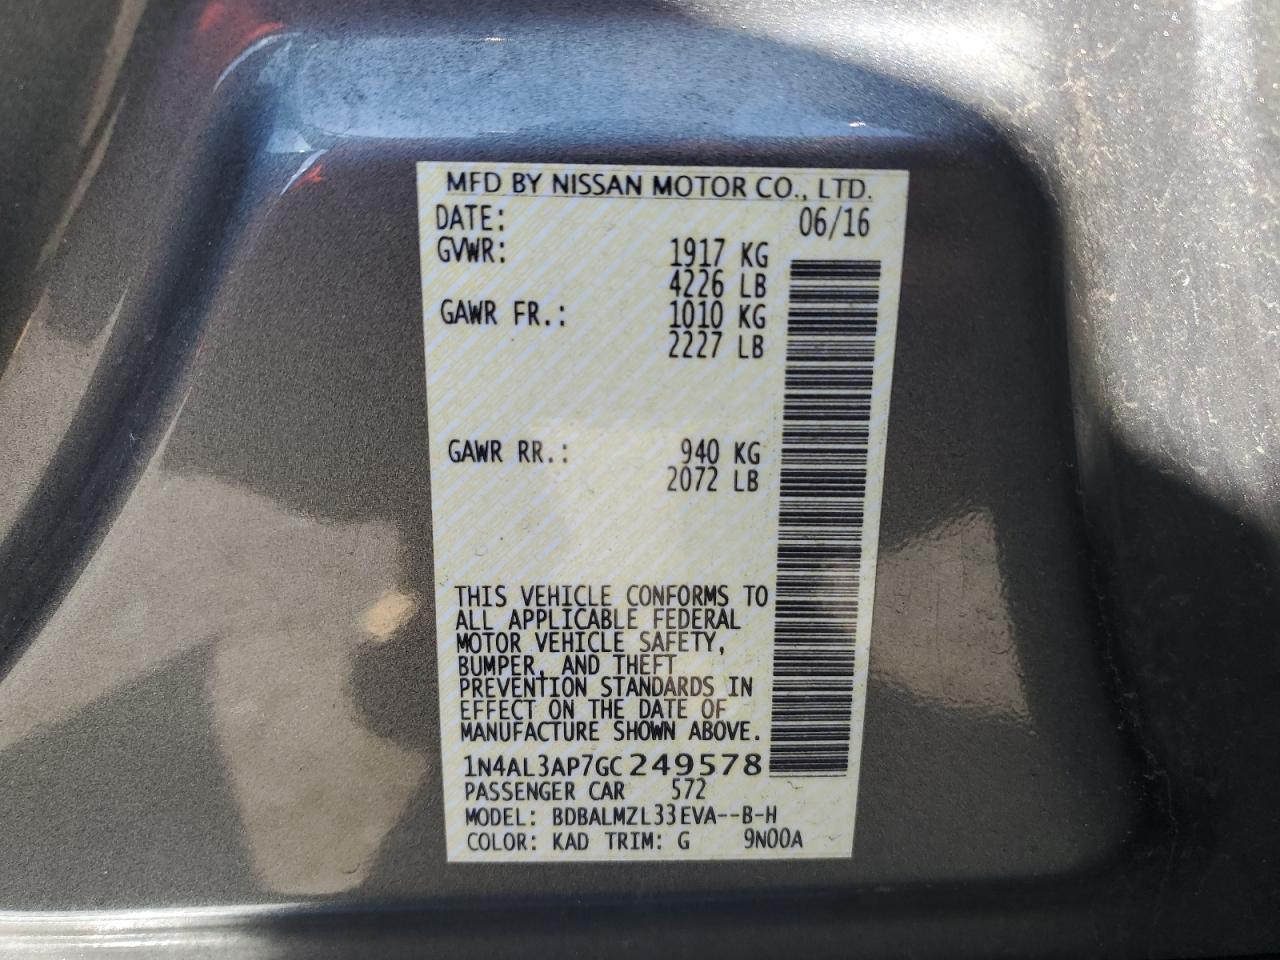 MFD BY NISSAN MOTOR CO., LTD.
DATE: 06/16
GVWR: 1917 KG
4226 LB
GAWR FR.: 1010 KG
2227 LB
GAWR RR.: 940 KG
2072 LB
THIS VEHICLE CONFORMS TO
ALL APPLICABLE FEDERAL
MOTOR VEHICLE SAFETY,
BUMPER, AND THEFT
PREVENTION STANDARDS IN
EFFECT ON THE DATE OF
MANUFACTURE SHOWN ABOVE.
1N4AL3AP7GC249578
PASSENGER CAR 572
MODEL: BDBALMZL33EVA--B-H
COLOR: KAD TRIM: G 9N00A